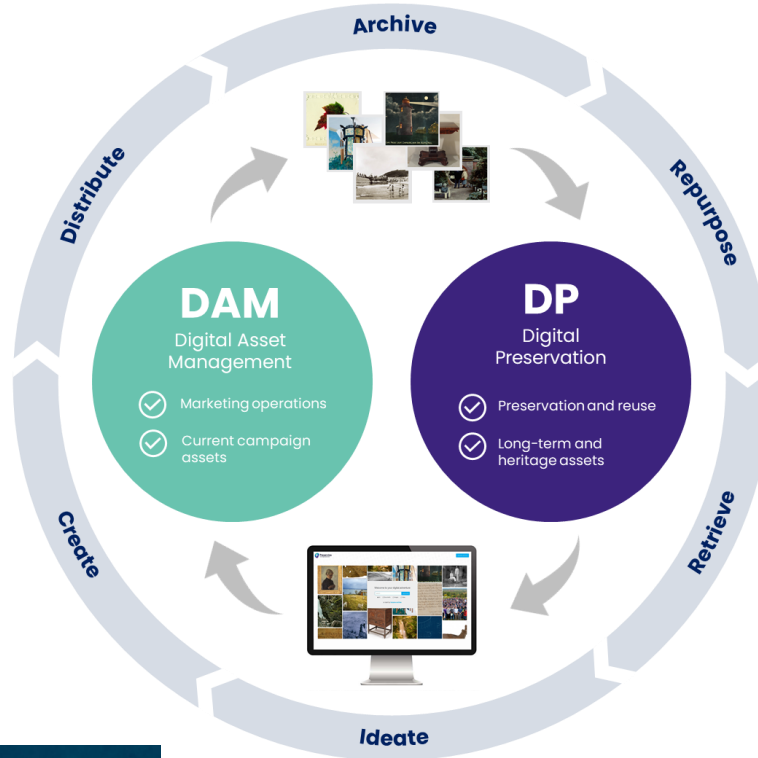 Archive
Distribute
Repurpose
DAM
Digital Asset
Management
Marketing operations
Current campaign
assets
DP
Digital
Preservation
Preservation and reuse
Long-term and
heritage assets
Create
Retrieve
Ideate